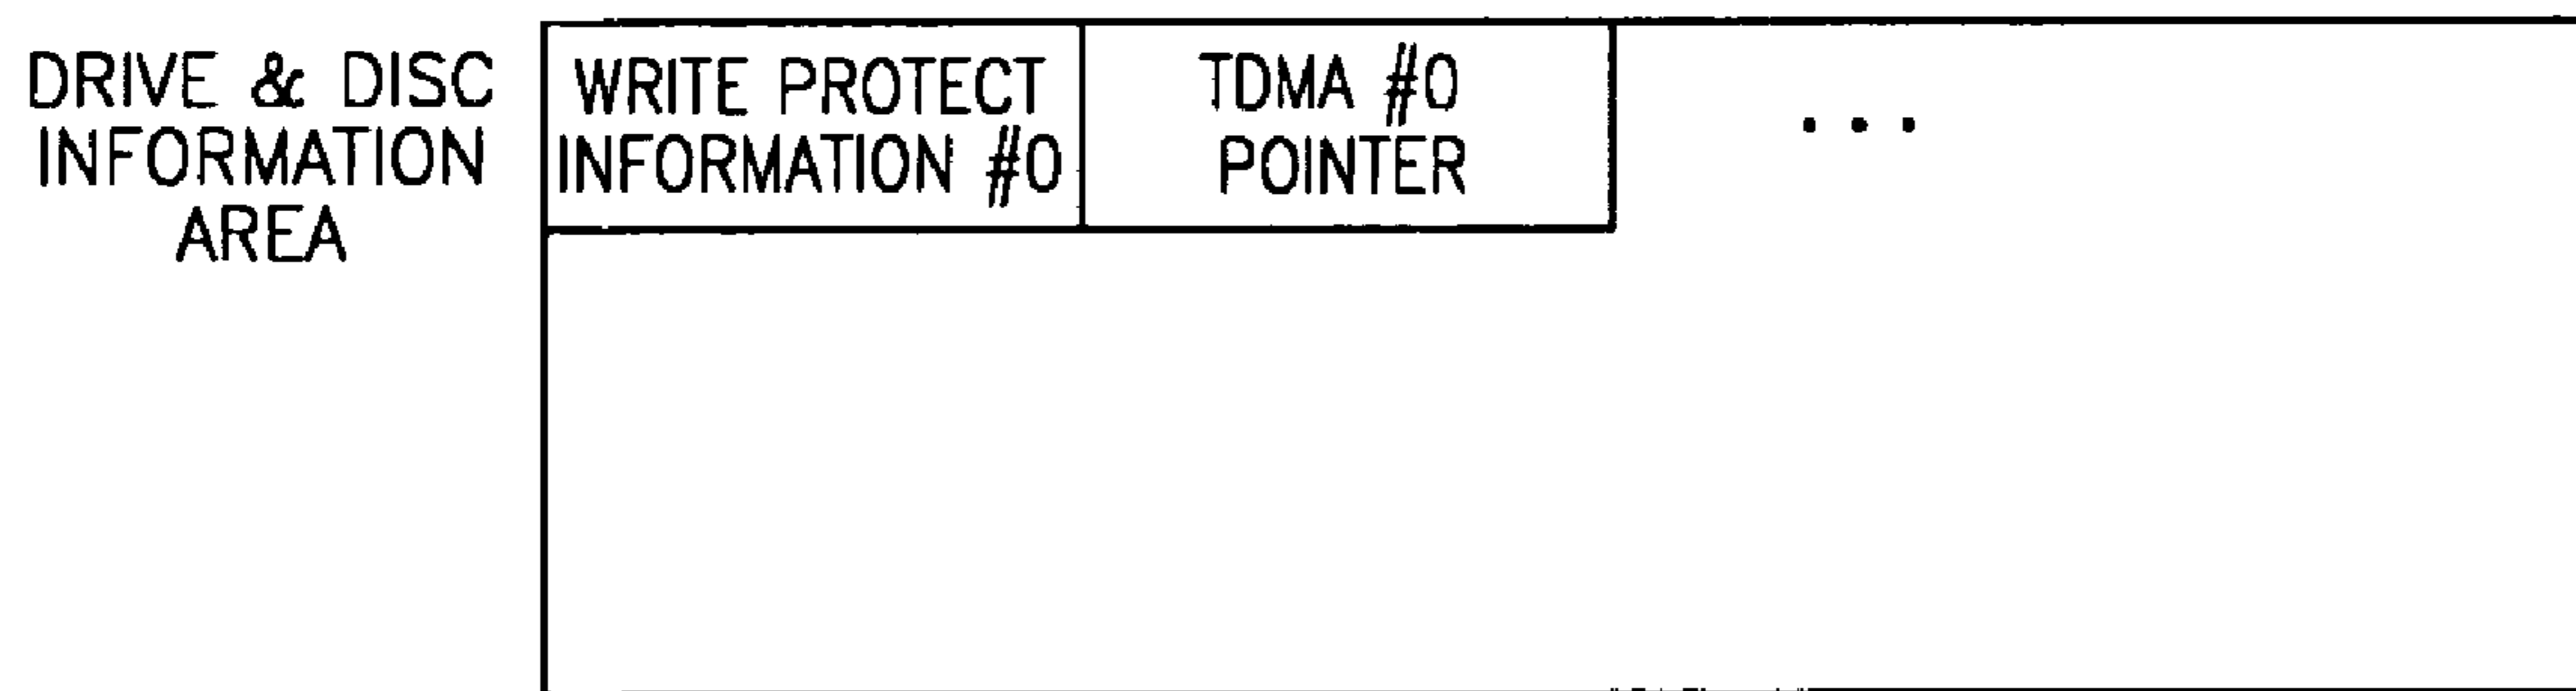 DRIVE & DISC
INFORMATION
AREA
WRITE PROTECT
INFORMATION #0
TDMA #0
POINTER
...